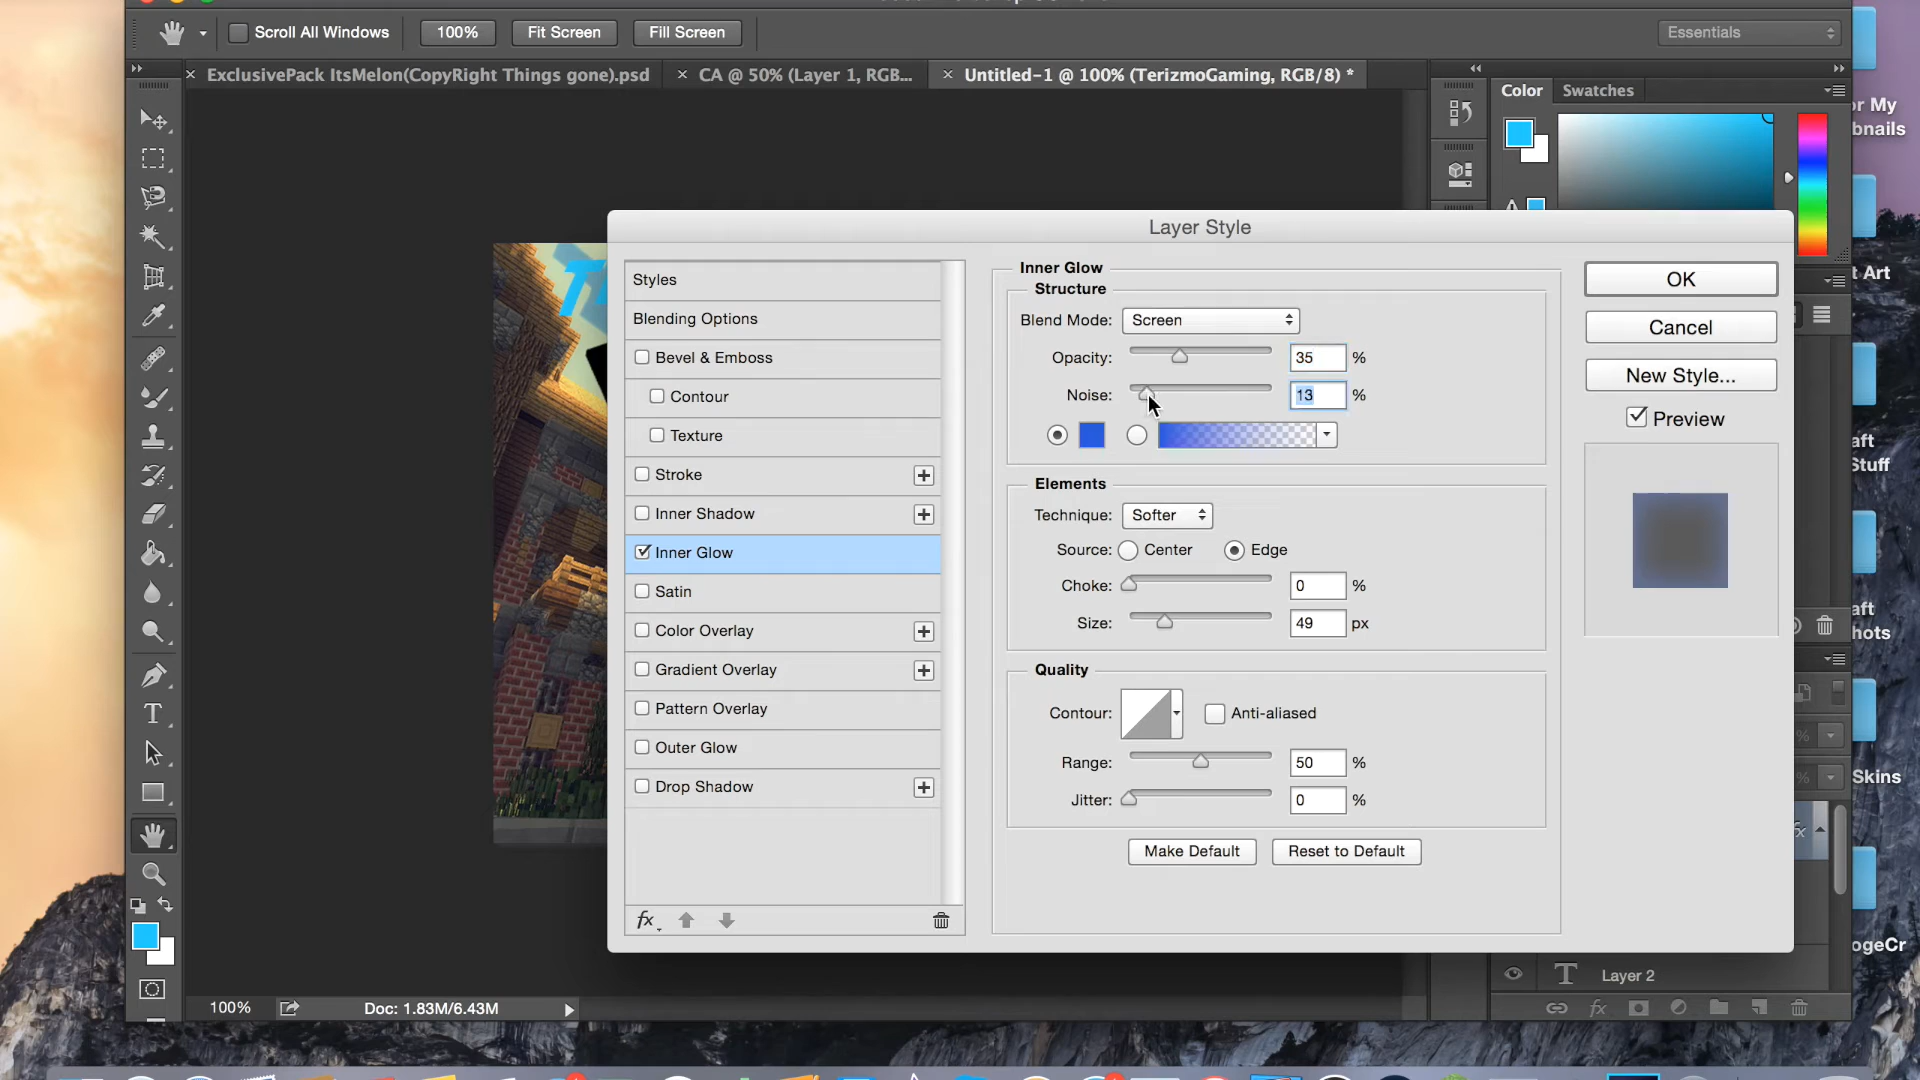 Scroll All Windows 100% Fit Screen Fill Screen Essentials
ExclusivePack ItsMelon(CopyRight Things gone).psd CA @ 50% (Layer 1, RGB... Untitled-1 @ 100% (TerizmoGaming, RGB/8) *
Color Swatches
Layer Style
Styles
Blending Options
Bevel & Emboss
Contour
Texture
Stroke
Inner Shadow
Inner Glow
Satin
Color Overlay
Gradient Overlay
Pattern Overlay
Outer Glow
Drop Shadow
fx
Inner Glow
Structure
Blend Mode: Screen
Opacity: 35 %
Noise: 13 %
Elements
Technique: Softer
Source: Center Edge
Choke: 0 %
Size: 49 px
Quality
Contour: Anti-aliased
Range: 50 %
Jitter: 0 %
Make Default Reset to Default
OK
Cancel
New Style...
Preview
or My
bnails
t Art
aft
Stuff
aft
hots
Skins
ogeCr
%
%
fx
Layer 2
fx
100% Doc: 1.83M/6.43M